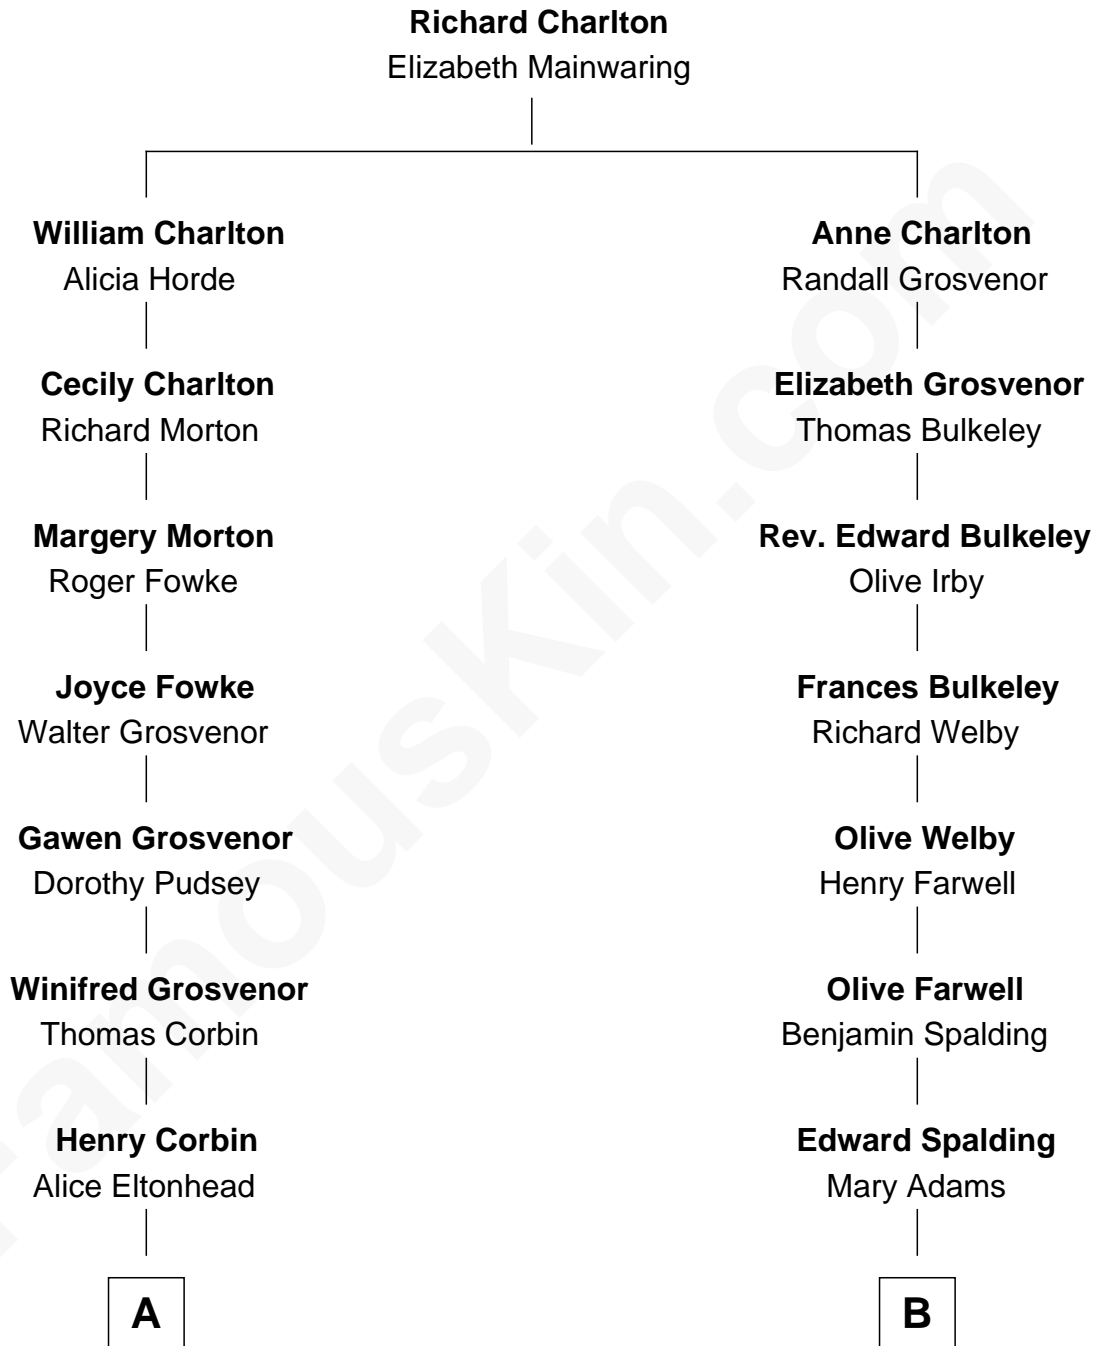 Richard Charlton
Elizabeth Mainwaring
William Charlton
Alicia Horde
Anne Charlton
Randall Grosvenor
Cecily Charlton
Richard Morton
Elizabeth Grosvenor
Thomas Bulkeley
Margery Morton
Roger Fowke
Rev. Edward Bulkeley
Olive Irby
Joyce Fowke
Walter Grosvenor
Frances Bulkeley
Richard Welby
Gawen Grosvenor
Dorothy Pudsey
Olive Welby
Henry Farwell
Winifred Grosvenor
Thomas Corbin
Olive Farwell
Benjamin Spalding
Henry Corbin
Alice Eltonhead
Edward Spalding
Mary Adams
A
B
FamousKin.com